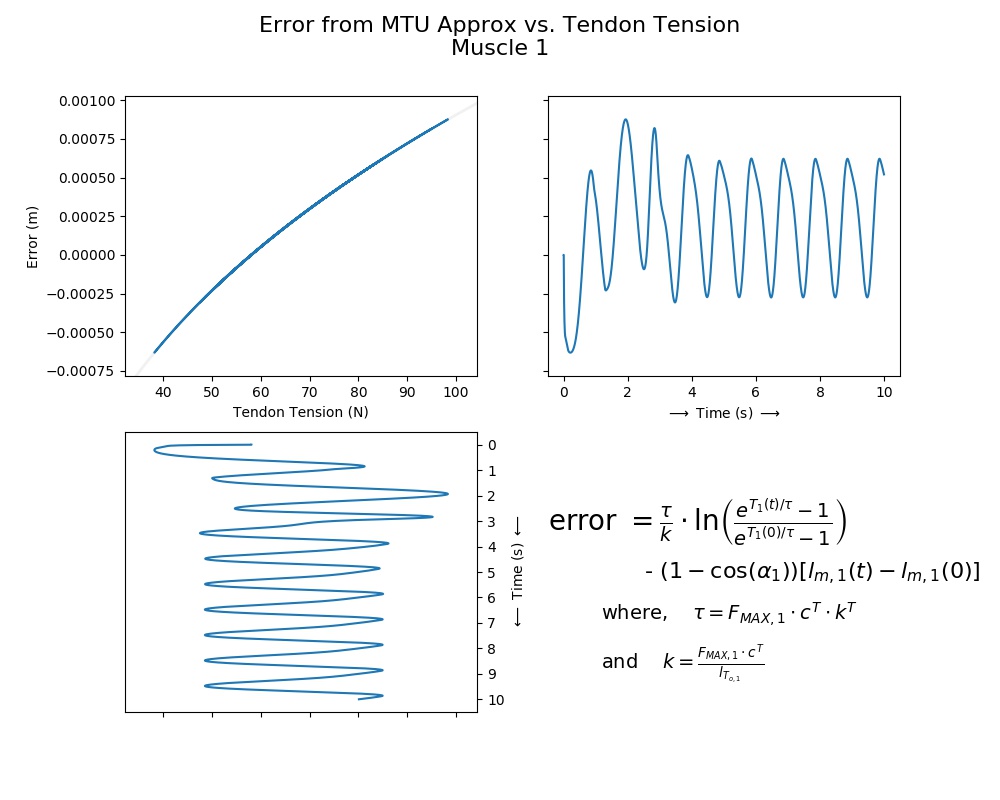 Error from MTU Approx vs. Tendon Tension
Muscle 1
Error (m)
0.00100
0.00075
0.00050
0.00025
0.00000
−0.00025
−0.00050
−0.00075
40 50 60 70 80 90 100
Tendon Tension (N)
0 2 4 6 8 10
⟶ Time (s) ⟶
0
1
2
3
4
5
6
7
8
9
10
⟵ Time (s) ⟵
error = τ/k · ln((e^{T_1(t)/τ} − 1)/(e^{T_1(0)/τ} − 1))
- (1 − cos(α_1))[l_{m,1}(t) − l_{m,1}(0)]
where, τ = F_{MAX,1} · c^T · k^T
and k = (F_{MAX,1} · c^T)/l_{T_{o,1}}